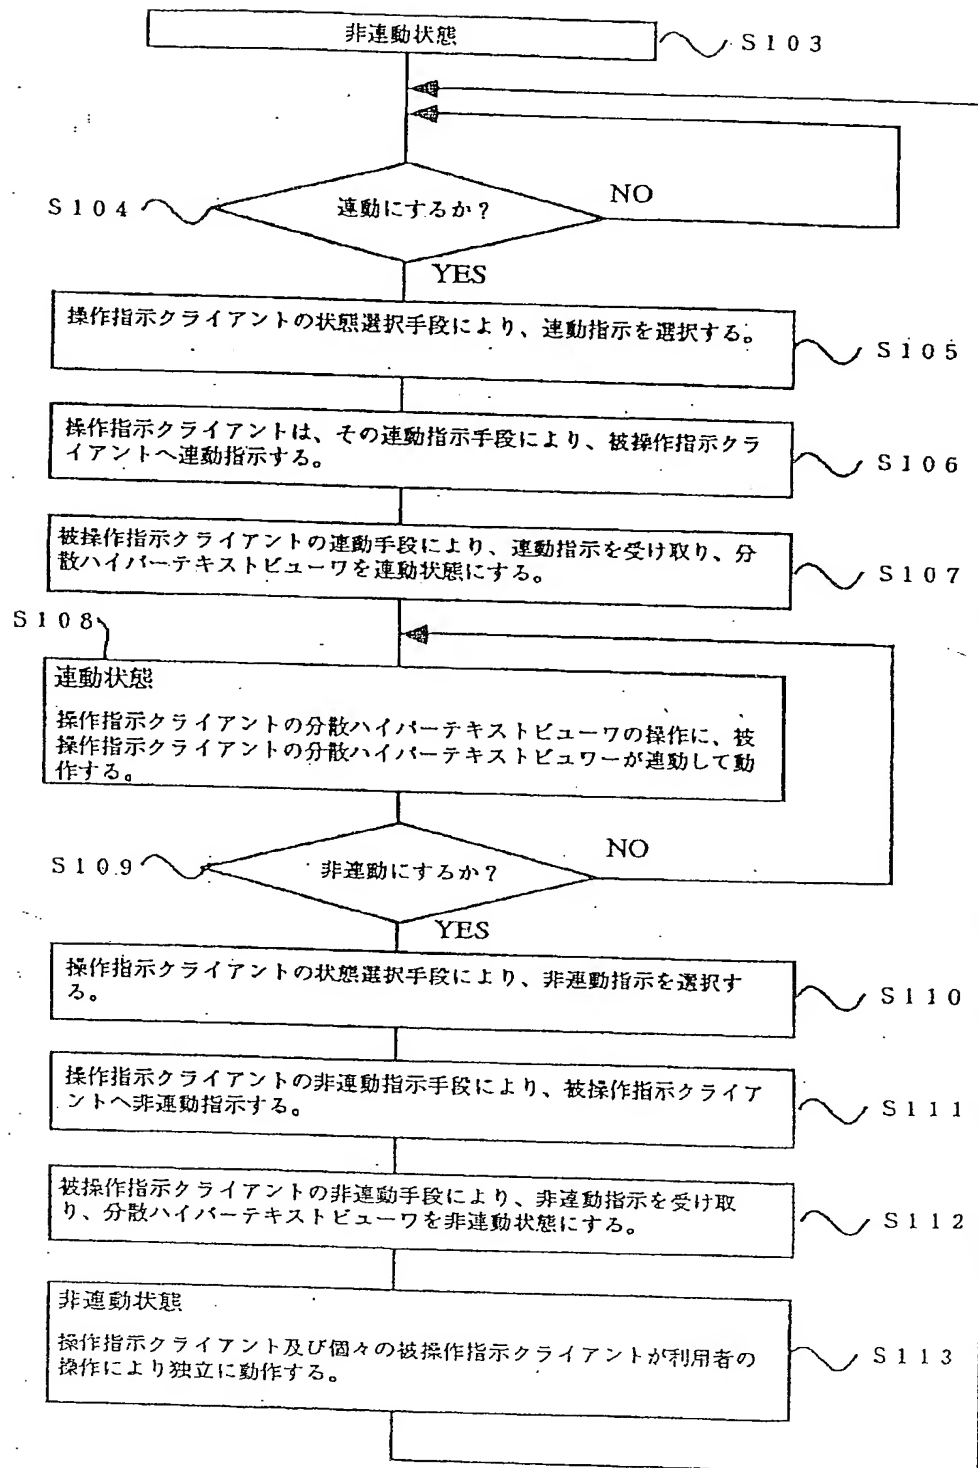 非連動状態
S103
S104
連動にするか?
NO
YES
操作指示クライアントの状態選択手段により、連動指示を選択する。
S105
操作指示クライアントは、その連動指示手段により、被操作指示クラ
イアントへ連動指示する。
S106
被操作指示クライアントの連動手段により、連動指示を受け取り、分
散ハイパーテキストビューワを連動状態にする。
S107
S108
連動状態
操作指示クライアントの分散ハイパーテキストビューワの操作に、被
操作指示クライアントの分散ハイパーテキストビュワーが連動して動
作する。
S109
非連動にするか?
NO
YES
操作指示クライアントの状態選択手段により、非連動指示を選択す
る。
S110
操作指示クライアントの非連動指示手段により、被操作指示クライア
ントへ非連動指示する。
S111
被操作指示クライアントの非連動手段により、非連動指示を受け取
り、分散ハイパーテキストビューワを非連動状態にする。
S112
非連動状態
操作指示クライアント及び個々の被操作指示クライアントが利用者の
操作により独立に動作する。
S113